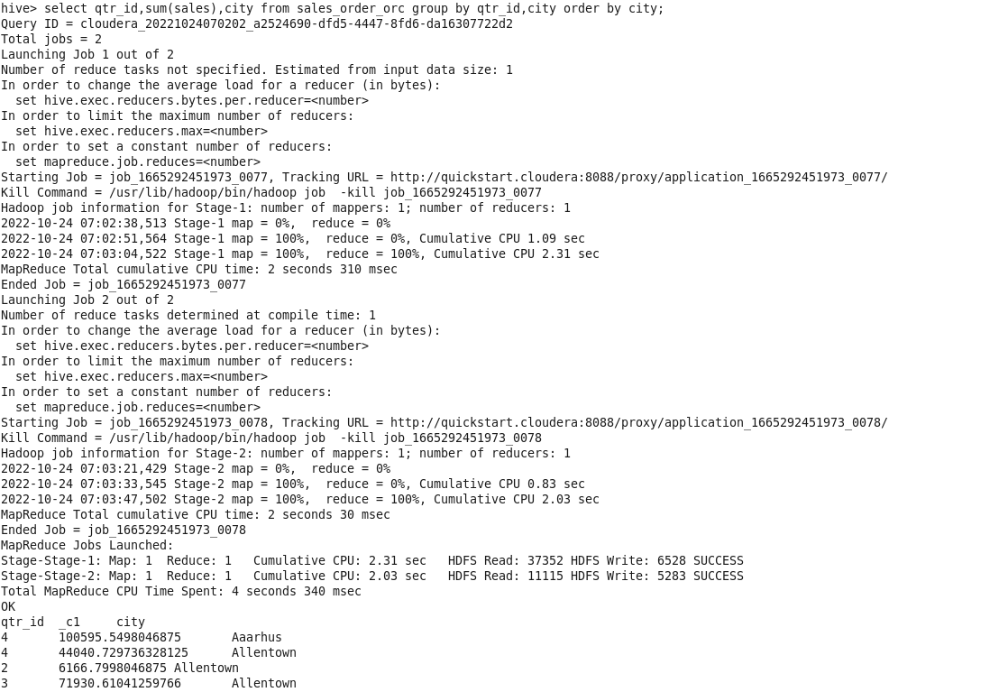 hive> select qtr_id,sum(sales),city from sales_order_orc group by qtr_id,city order by city;
Query ID = cloudera_20221024070202_a2524690-dfd5-4447-8fd6-da16307722d2
Total jobs = 2
Launching Job 1 out of 2
Number of reduce tasks not specified. Estimated from input data size: 1
In order to change the average load for a reducer (in bytes):
  set hive.exec.reducers.bytes.per.reducer=<number>
In order to limit the maximum number of reducers:
  set hive.exec.reducers.max=<number>
In order to set a constant number of reducers:
  set mapreduce.job.reduces=<number>
Starting Job = job_1665292451973_0077, Tracking URL = http://quickstart.cloudera:8088/proxy/application_1665292451973_0077/
Kill Command = /usr/lib/hadoop/bin/hadoop job  -kill job_1665292451973_0077
Hadoop job information for Stage-1: number of mappers: 1; number of reducers: 1
2022-10-24 07:02:38,513 Stage-1 map = 0%,  reduce = 0%
2022-10-24 07:02:51,564 Stage-1 map = 100%,  reduce = 0%, Cumulative CPU 1.09 sec
2022-10-24 07:03:04,522 Stage-1 map = 100%,  reduce = 100%, Cumulative CPU 2.31 sec
MapReduce Total cumulative CPU time: 2 seconds 310 msec
Ended Job = job_1665292451973_0077
Launching Job 2 out of 2
Number of reduce tasks determined at compile time: 1
In order to change the average load for a reducer (in bytes):
  set hive.exec.reducers.bytes.per.reducer=<number>
In order to limit the maximum number of reducers:
  set hive.exec.reducers.max=<number>
In order to set a constant number of reducers:
  set mapreduce.job.reduces=<number>
Starting Job = job_1665292451973_0078, Tracking URL = http://quickstart.cloudera:8088/proxy/application_1665292451973_0078/
Kill Command = /usr/lib/hadoop/bin/hadoop job  -kill job_1665292451973_0078
Hadoop job information for Stage-2: number of mappers: 1; number of reducers: 1
2022-10-24 07:03:21,429 Stage-2 map = 0%,  reduce = 0%
2022-10-24 07:03:33,545 Stage-2 map = 100%,  reduce = 0%, Cumulative CPU 0.83 sec
2022-10-24 07:03:47,502 Stage-2 map = 100%,  reduce = 100%, Cumulative CPU 2.03 sec
MapReduce Total cumulative CPU time: 2 seconds 30 msec
Ended Job = job_1665292451973_0078
MapReduce Jobs Launched:
Stage-Stage-1: Map: 1  Reduce: 1   Cumulative CPU: 2.31 sec   HDFS Read: 37352 HDFS Write: 6528 SUCCESS
Stage-Stage-2: Map: 1  Reduce: 1   Cumulative CPU: 2.03 sec   HDFS Read: 11115 HDFS Write: 5283 SUCCESS
Total MapReduce CPU Time Spent: 4 seconds 340 msec
OK
qtr_id  _c1     city
4       100595.5498046875       Aaarhus
4       44040.729736328125      Allentown
2       6166.7998046875 Allentown
3       71930.61041259766       Allentown